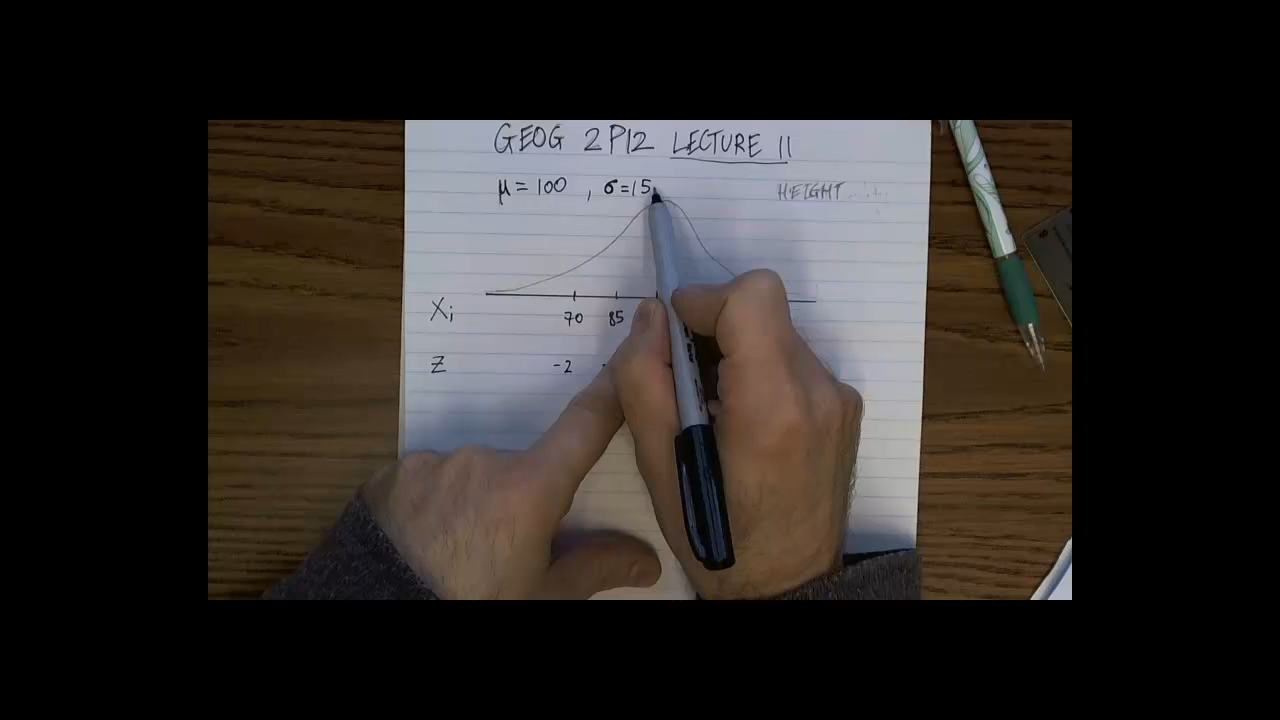 GEOG 2P12 LECTURE 11
μ = 100 , σ = 15
HEIGHT
Xi
70 85
Z
-2